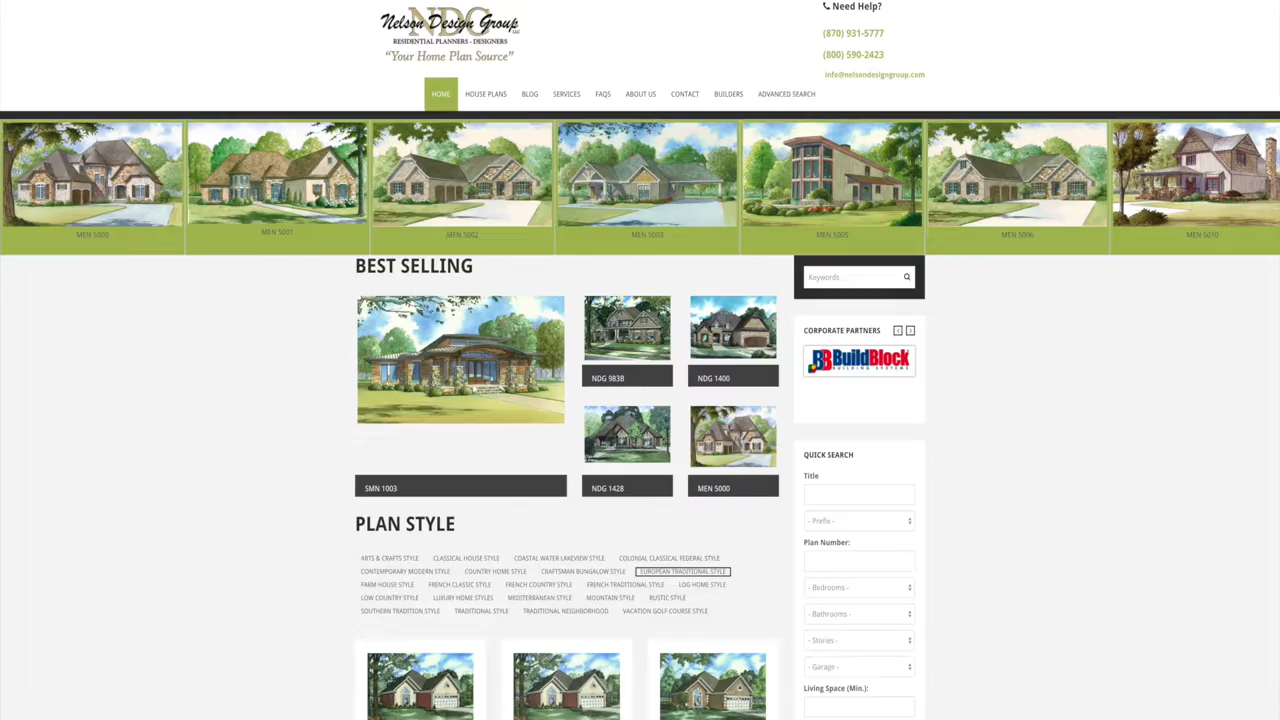 NDG
Nelson Design Group LLC
RESIDENTIAL PLANNERS - DESIGNERS
“Your Home Plan Source”
Need Help?
(870) 931-5777
(800) 590-2423
info@nelsondesigngroup.com
HOME HOUSE PLANS BLOG SERVICES FAQS ABOUT US CONTACT BUILDERS ADVANCED SEARCH
MEN 5000 MEN 5001 MEN 5002 MEN 5003 MEN 5005 MEN 5006 MEN 5010
BEST SELLING
Keywords
NDG 983B NDG 1400
SMN 1003 NDG 1428 MEN 5000
CORPORATE PARTNERS
BB BuildBlock
BUILDING SYSTEMS
PLAN STYLE
ARTS & CRAFTS STYLE CLASSICAL HOUSE STYLE COASTAL WATER LAKEVIEW STYLE COLONIAL CLASSICAL FEDERAL STYLE
CONTEMPORARY MODERN STYLE COUNTRY HOME STYLE CRAFTSMAN BUNGALOW STYLE EUROPEAN TRADITIONAL STYLE
FARM HOUSE STYLE FRENCH CLASSIC STYLE FRENCH COUNTRY STYLE FRENCH TRADITIONAL STYLE LOG HOME STYLE
LOW COUNTRY STYLE LUXURY HOME STYLES MEDITERRANEAN STYLE MOUNTAIN STYLE RUSTIC STYLE
SOUTHERN TRADITION STYLE TRADITIONAL STYLE TRADITIONAL NEIGHBORHOOD VACATION GOLF COURSE STYLE
QUICK SEARCH
Title
- Prefix -
Plan Number:
- Bedrooms -
- Bathrooms -
- Stories -
- Garage -
Living Space (Min.):